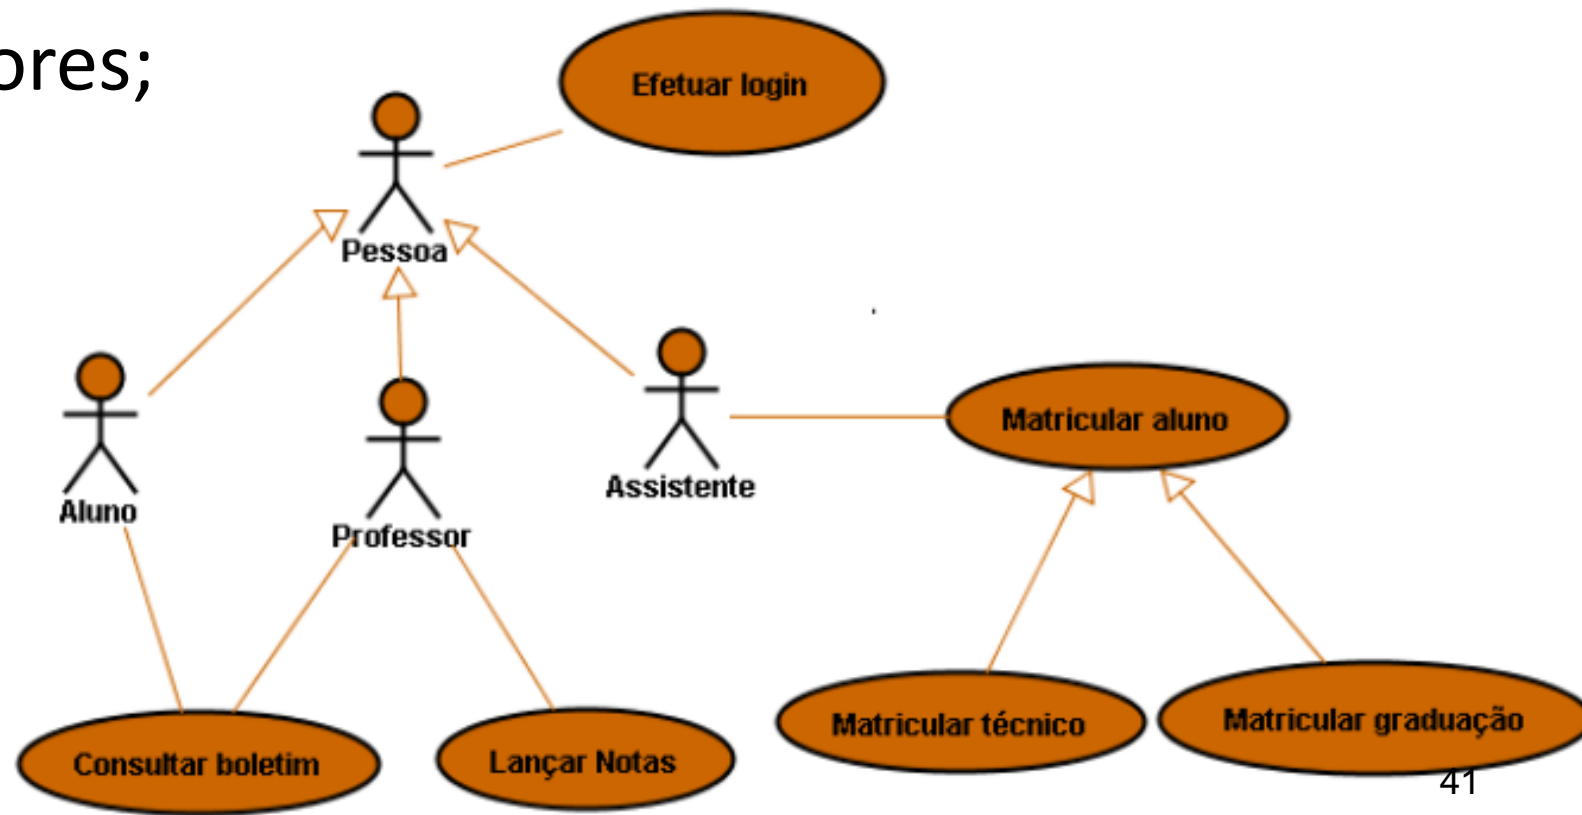 ores;
Efetuar login
Pessoa
Aluno
Professor
Assistente
Matricular aluno
Consultar boletim
Lançar Notas
Matricular técnico
Matricular graduação
41